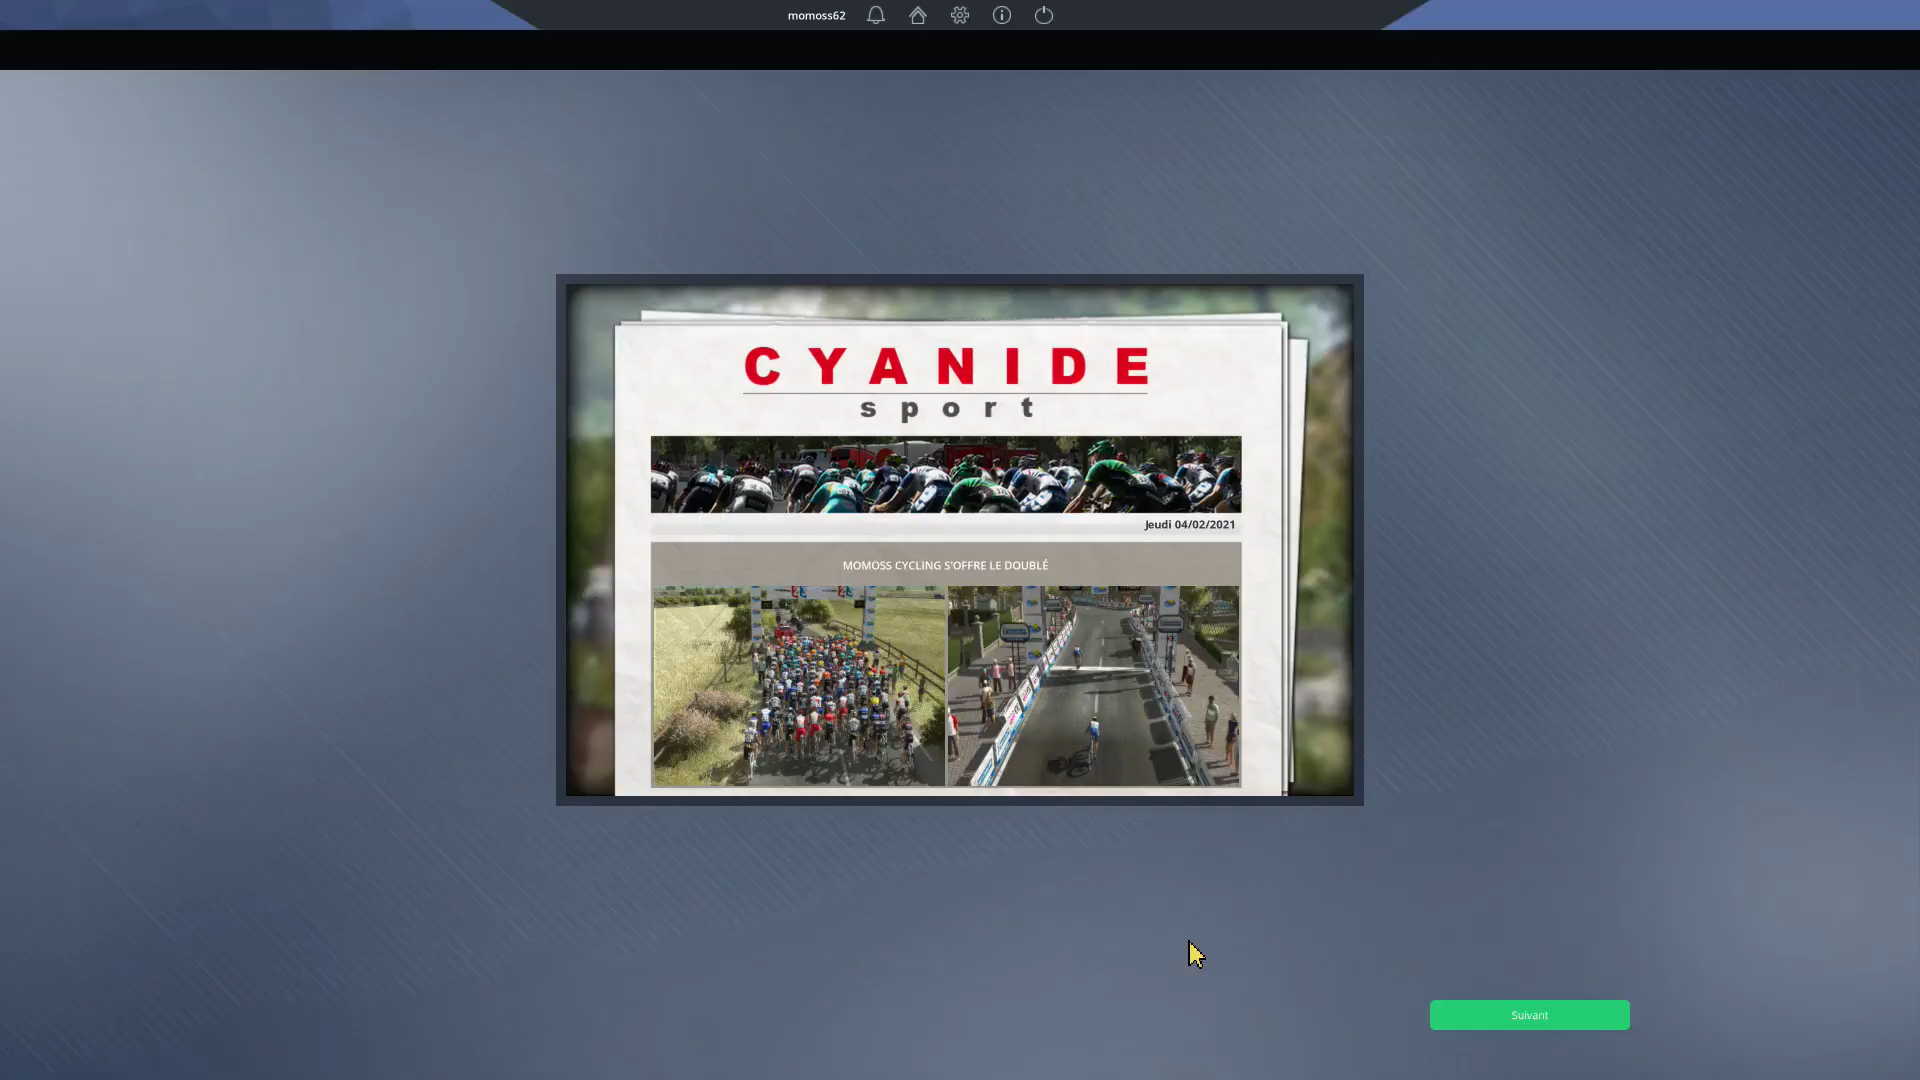 momoss62
CYANIDE
sport
Jeudi 04/02/2021
MOMOSS CYCLING S'OFFRE LE DOUBLÉ
Suivant